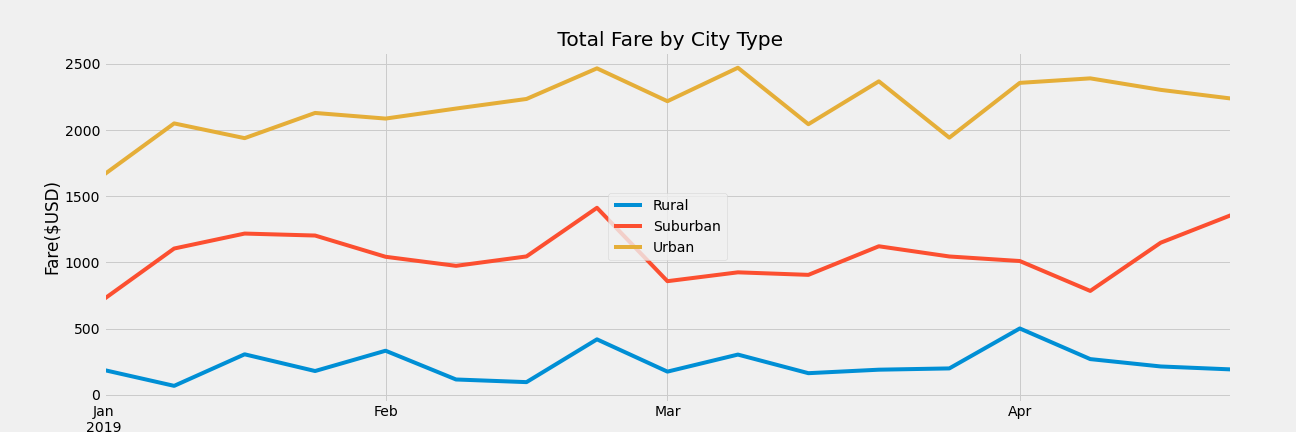 Total Fare by City Type
Fare($USD)
2500
2000
1500
1000
500
0
Rural
Suburban
Urban
Jan Feb Mar Apr
2019